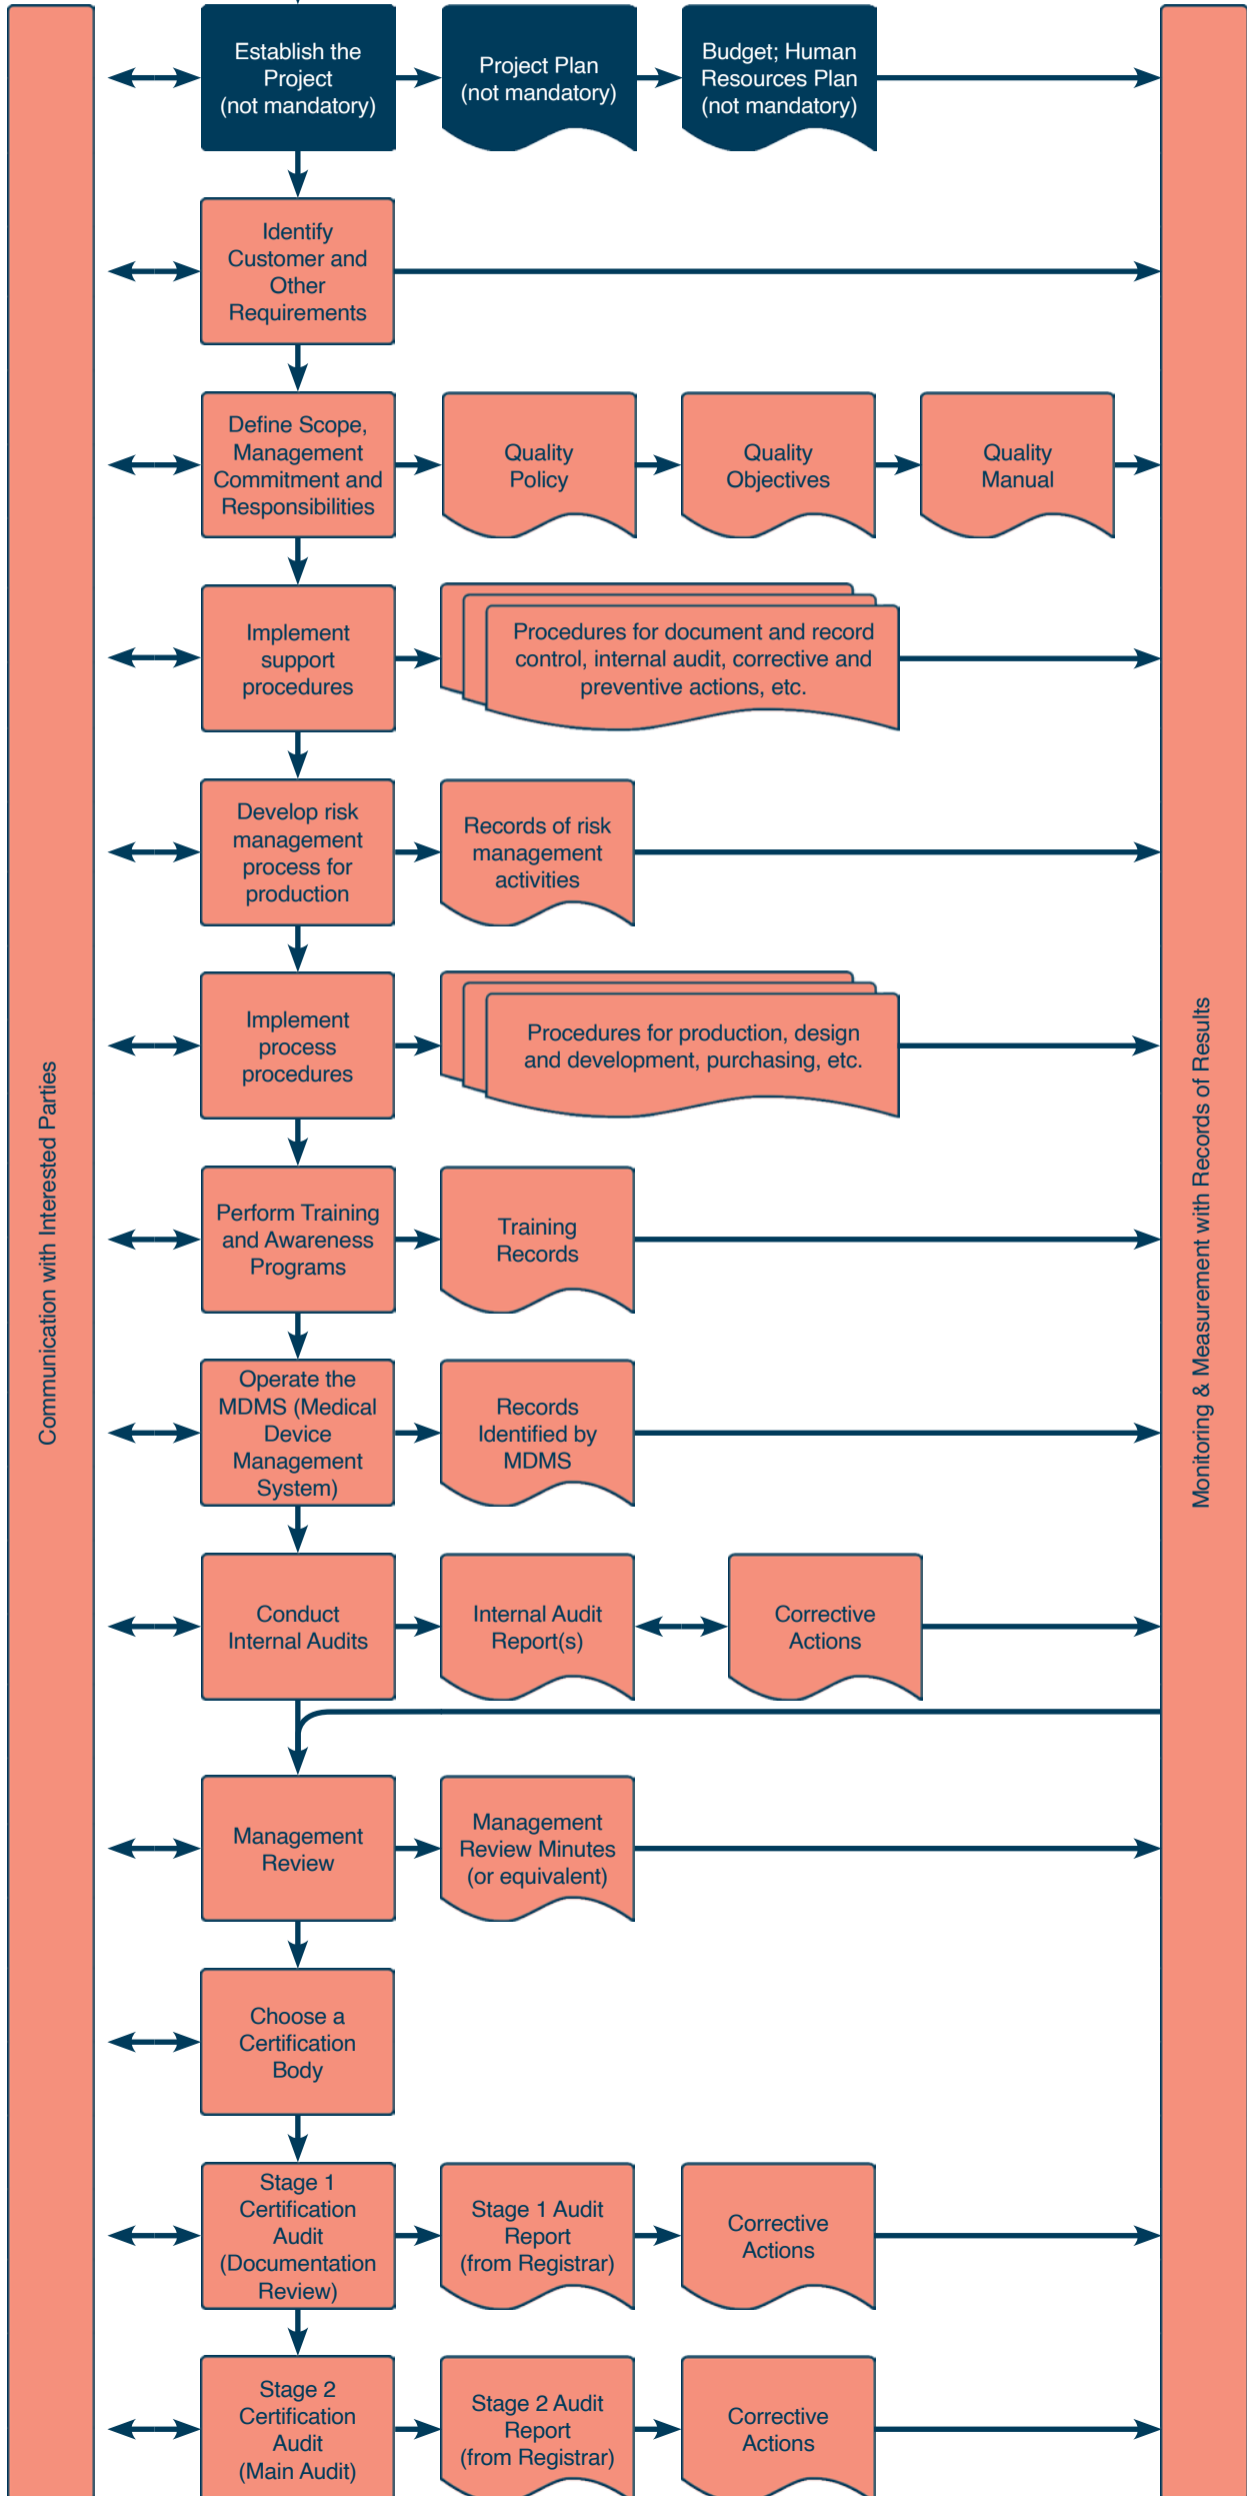 Establish the
Project
(not mandatory)
Project Plan
(not mandatory)
Budget; Human
Resources Plan
(not mandatory)
Identify
Customer and
Other
Requirements
Define Scope,
Management
Commitment and
Responsibilities
Quality
Policy
Quality
Objectives
Quality
Manual
Implement
support
procedures
Procedures for document and record
control, internal audit, corrective and
preventive actions, etc.
Develop risk
management
process for
production
Records of risk
management
activities
Implement
process
procedures
Procedures for production, design
and development, purchasing, etc.
Perform Training
and Awareness
Programs
Training
Records
Operate the
MDMS (Medical
Device
Management
System)
Records
Identified by
MDMS
Conduct
Internal Audits
Internal Audit
Report(s)
Corrective
Actions
Management
Review
Management
Review Minutes
(or equivalent)
Choose a
Certification
Body
Stage 1
Certification
Audit
(Documentation
Review)
Stage 1 Audit
Report
(from Registrar)
Corrective
Actions
Stage 2
Certification
Audit
(Main Audit)
Stage 2 Audit
Report
(from Registrar)
Corrective
Actions
Communication with Interested Parties
Monitoring & Measurement with Records of Results